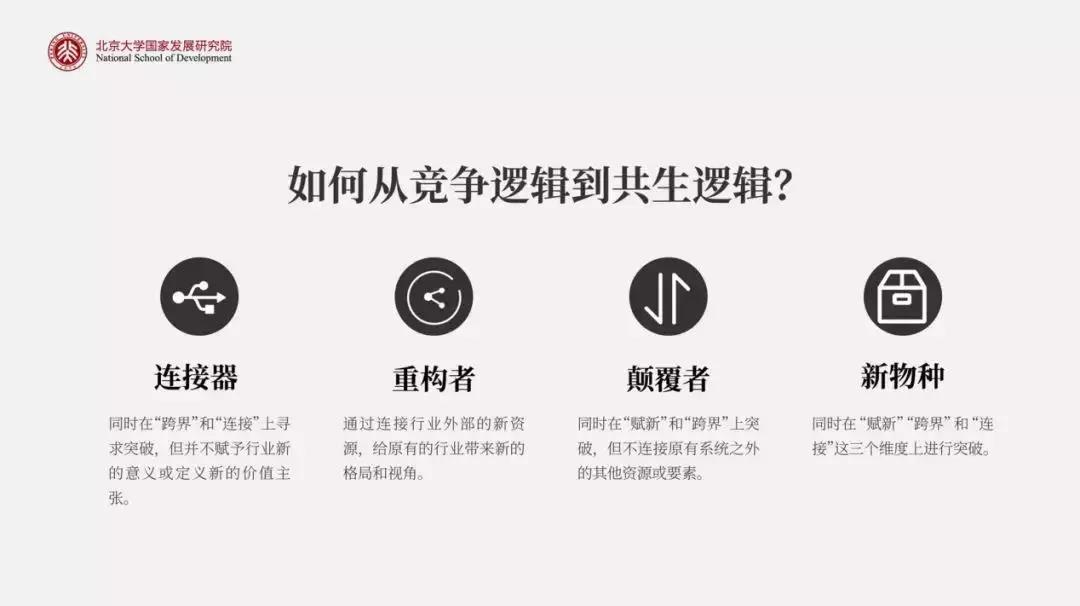 北京大学国家发展研究院
National School of Development
如何从竞争逻辑到共生逻辑？
连接器
同时在“跨界”和“连接”上寻
求突破，但并不赋予行业新
的意义或定义新的价值主
张。
重构者
通过连接行业外部的新资
源，给原有的行业带来新的
格局和视角。
颠覆者
同时在“赋新”和“跨界”上突
破，但不连接原有系统之外
的其他资源或要素。
新物种
同时在“赋新” “跨界” 和 “连
接”这三个维度上进行突破。